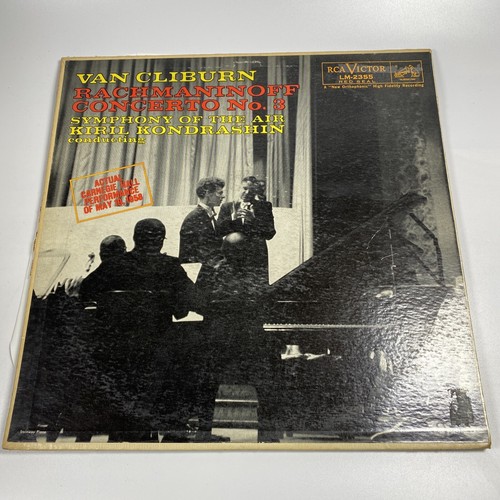 VAN CLIBURN
RACHMANINOFF
CONCERTO No. 3
SYMPHONY OF THE AIR
KIRIL KONDRASHIN
conducting
RCA VICTOR
LM-2355
RED SEAL
A "New Orthophonic" High Fidelity Recording
ACTUAL
CARNEGIE HALL
PERFORMANCE
OF MAY 19, 1958